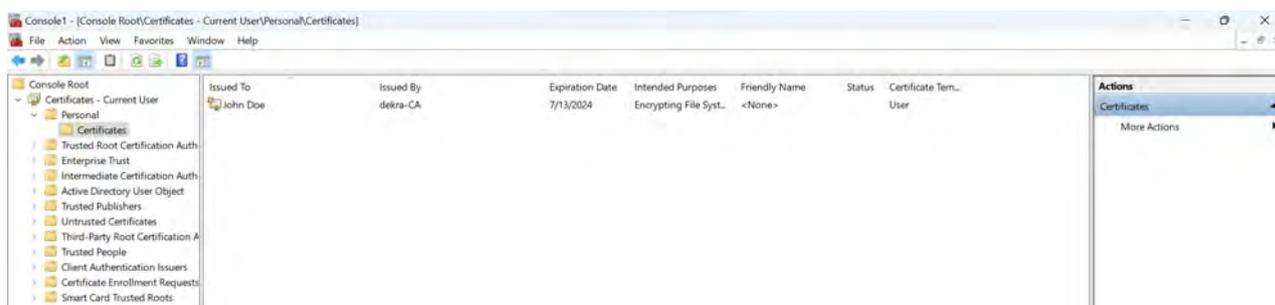 Console1 - [Console Root\Certificates - Current User\Personal\Certificates]
File Action View Favorites Window Help
Console Root
Certificates - Current User
Personal
Certificates
Trusted Root Certification Auth
Enterprise Trust
Intermediate Certification Auth
Active Directory User Object
Trusted Publishers
Untrusted Certificates
Third-Party Root Certification A
Trusted People
Client Authentication Issuers
Certificate Enrollment Requests
Smart Card Trusted Roots
Issued To Issued By Expiration Date Intended Purposes Friendly Name Status Certificate Tem...
John Doe dekra-CA 7/13/2024 Encrypting File Syst... <None> User
Actions
Certificates
More Actions